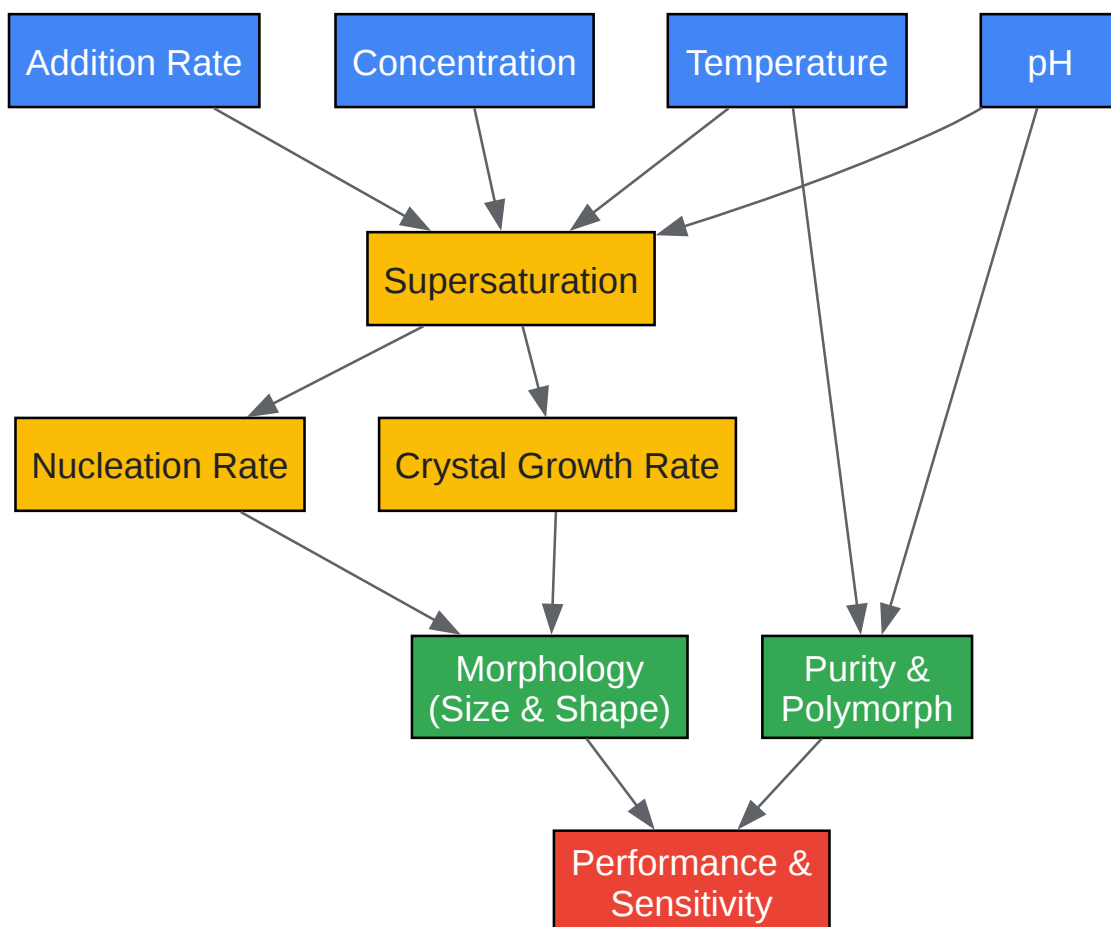 Addition Rate
Concentration
Temperature
pH
Supersaturation
Nucleation Rate
Crystal Growth Rate
Morphology
(Size & Shape)
Purity &
Polymorph
Performance &
Sensitivity